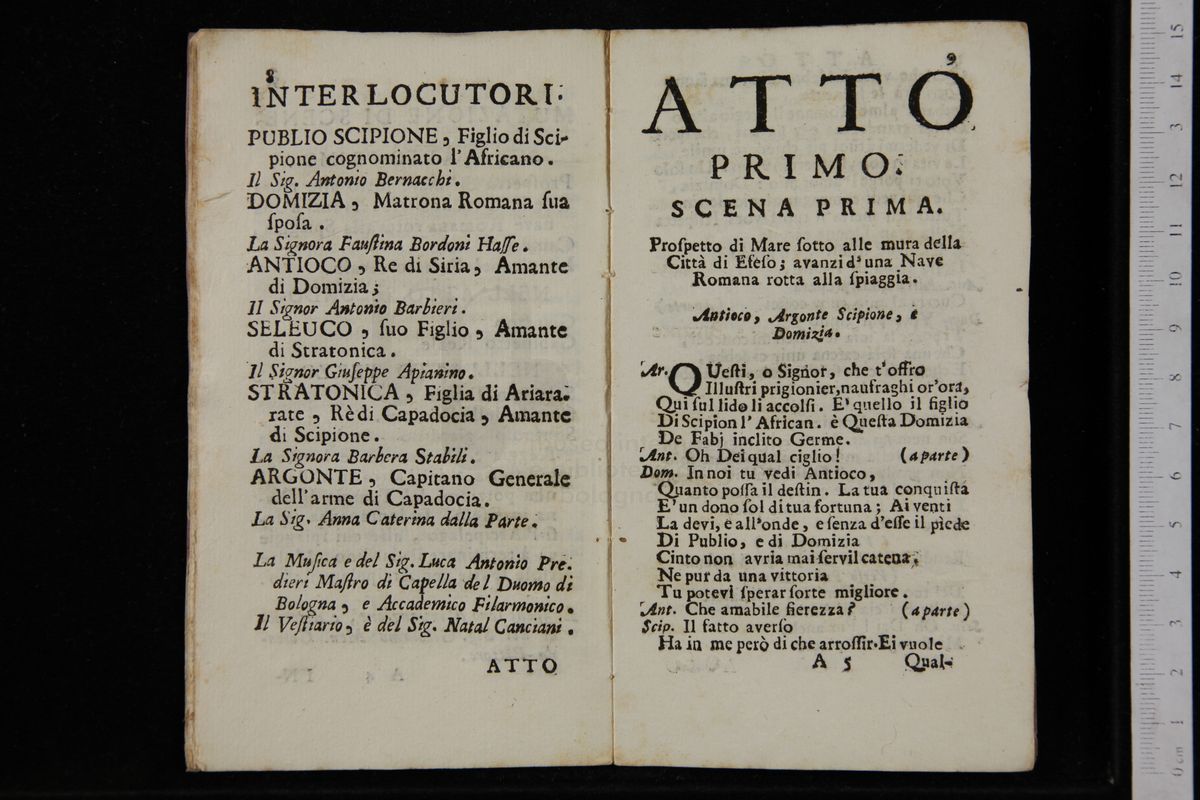 8
INTERLOCUTORI.
PUBLIO SCIPIONE, Figlio di Sci-
pione cognominato l'Africano.
Il Sig. Antonio Bernacchi.
DOMIZIA, Matrona Romana ſua
ſpoſa.
La Signora Fauſtina Bordoni Haſſe.
ANTIOCO, Re di Siria, Amante
di Domizia;
Il Signor Antonio Barbieri.
SELEUCO, ſuo Figlio, Amante
di Stratonica.
Il Signor Giuſeppe Apianino.
STRATONICA, Figlia di Ariara-
rate, Rè di Capadocia, Amante
di Scipione.
La Signora Barbera Stabili.
ARGONTE, Capitano Generale
dell'arme di Capadocia.
La Sig. Anna Caterina dalla Parte.
La Muſica e del Sig. Luca Antonio Pre-
dieri Maſtro di Capella del Duomo di
Bologna, e Accademico Filarmonico.
Il Veſtiario, è del Sig. Natal Canciani.
ATTO
9
ATTO
PRIMO.
SCENA PRIMA.
Proſpetto di Mare ſotto alle mura della
Città di Efeſo; avanzi d'una Nave
Romana rotta alla ſpiaggia.
Antioco, Argonte Scipione, e
Domizia.
Ar. QUeſti, o Signor, che t'offro
Illuſtri prigionier, naufraghi or'ora,
Qui ſul lido li accolſi. E' quello il figlio
Di Scipion l'African. è Queſta Domizia
De Fabj inclito Germe.
Ant. Oh Dei qual ciglio! (a parte)
Dom. In noi tu vedi Antioco,
Quanto poſſa il deſtin. La tua conquiſta
E' un dono ſol di tua fortuna; Ai venti
La devi, e all'onde, e ſenza d'eſſe il piede
Di Publio, e di Domizia
Cinto non avria mai ſervil catena;
Ne pur da una vittoria
Tu potevi ſperar ſorte migliore.
Ant. Che amabile fierezza? (a parte)
Scip. Il fatto averſo
Ha in me però di che arroſſir. Ei vuole
A 5 Qual-